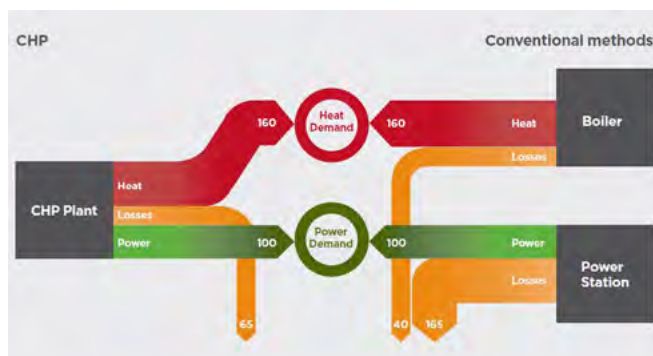 CHP
Conventional methods
160
Heat
Demand
160
Heat
Boiler
Losses
Heat
CHP Plant
Losses
Power
100
Power
Demand
100
Power
Power
Station
Losses
65
40
165